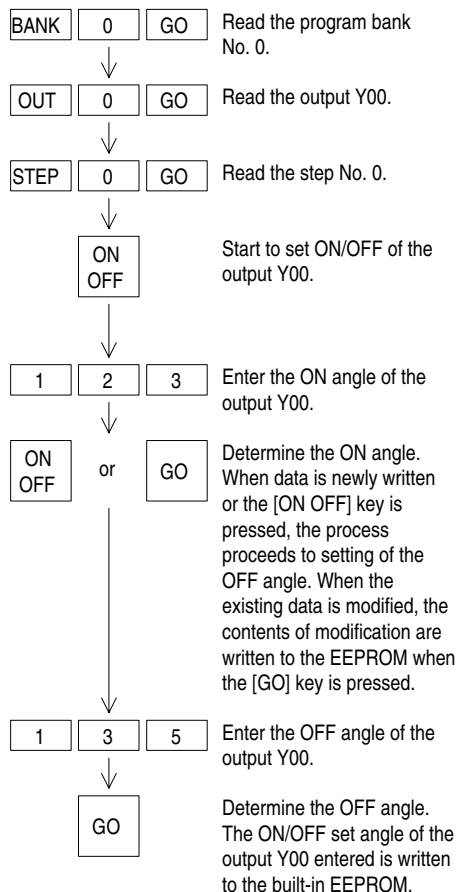 BANK 0 GO Read the program bank
No. 0.
OUT 0 GO Read the output Y00.
STEP 0 GO Read the step No. 0.
ON
OFF
Start to set ON/OFF of the
output Y00.
1 2 3 Enter the ON angle of the
output Y00.
ON
OFF
or
GO
Determine the ON angle.
When data is newly written
or the [ON OFF] key is
pressed, the process
proceeds to setting of the
OFF angle. When the
existing data is modified, the
contents of modification are
written to the EEPROM when
the [GO] key is pressed.
1 3 5 Enter the OFF angle of the
output Y00.
GO
Determine the OFF angle.
The ON/OFF set angle of the
output Y00 entered is written
to the built-in EEPROM.